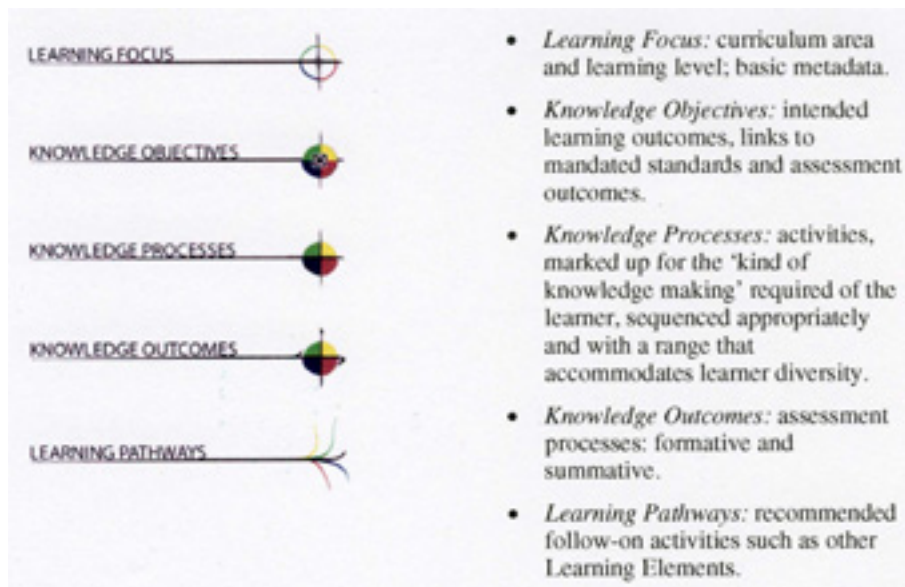 LEARNING FOCUS
KNOWLEDGE OBJECTIVES
KNOWLEDGE PROCESSES
KNOWLEDGE OUTCOMES
LEARNING PATHWAYS
• Learning Focus: curriculum area
and learning level; basic metadata.
• Knowledge Objectives: intended
learning outcomes, links to
mandated standards and assessment
outcomes.
• Knowledge Processes: activities,
marked up for the ‘kind of
knowledge making’ required of the
learner, sequenced appropriately
and with a range that
accommodates learner diversity.
• Knowledge Outcomes: assessment
processes: formative and
summative.
• Learning Pathways: recommended
follow-on activities such as other
Learning Elements.